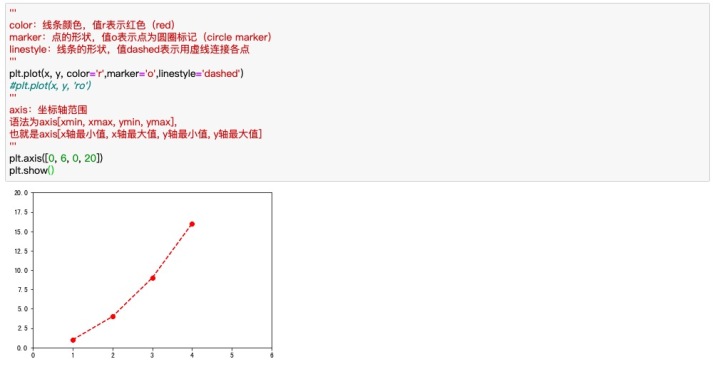 '''
color：线条颜色，值r表示红色（red）
marker：点的形状，值o表示点为圆圈标记（circle marker）
linestyle：线条的形状，值dashed表示用虚线连接各点
'''
plt.plot(x, y, color='r',marker='o',linestyle='dashed')
#plt.plot(x, y, 'ro')
'''
axis：坐标轴范围
语法为axis[xmin, xmax, ymin, ymax],
也就是axis[x轴最小值, x轴最大值, y轴最小值, y轴最大值]
'''
plt.axis([0, 6, 0, 20])
plt.show()
20.0
17.5
15.0
12.5
10.0
7.5
5.0
2.5
0.0
0 1 2 3 4 5 6